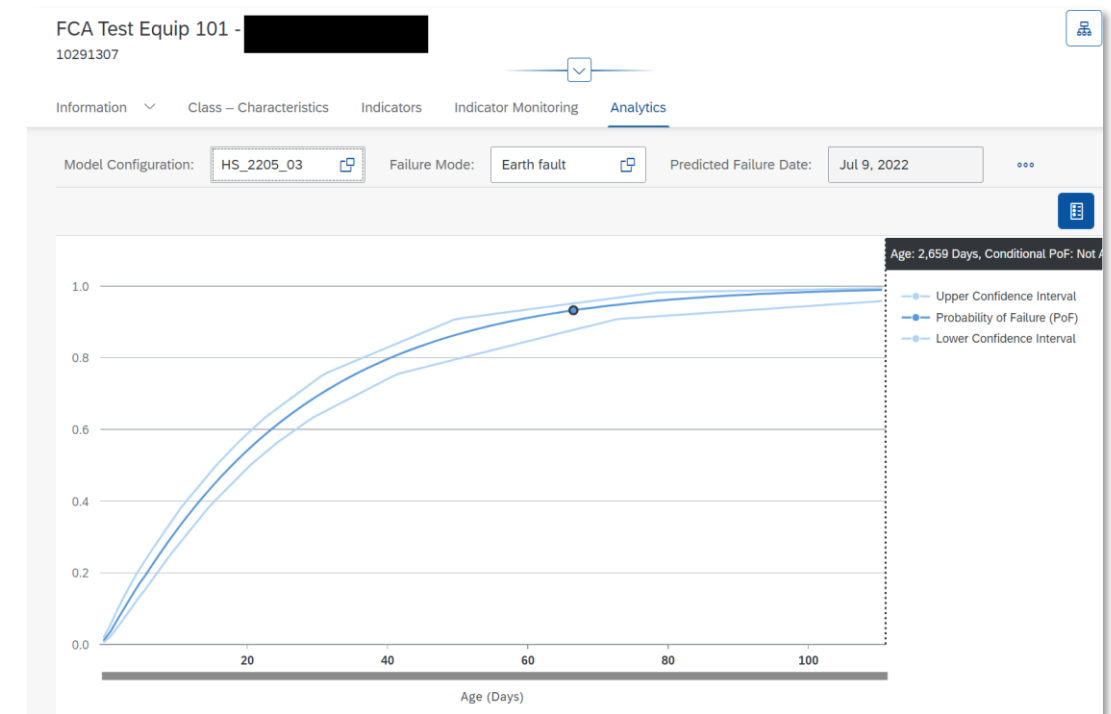 FCA Test Equip 101 -
10291307
Information Class – Characteristics Indicators Indicator Monitoring Analytics
Model Configuration: HS_2205_03 Failure Mode: Earth fault Predicted Failure Date: Jul 9, 2022
Age: 2,659 Days, Conditional PoF: Not
Upper Confidence Interval
Probability of Failure (PoF)
Lower Confidence Interval
1.0
0.8
0.6
0.4
0.2
0.0
20 40 60 80 100
Age (Days)